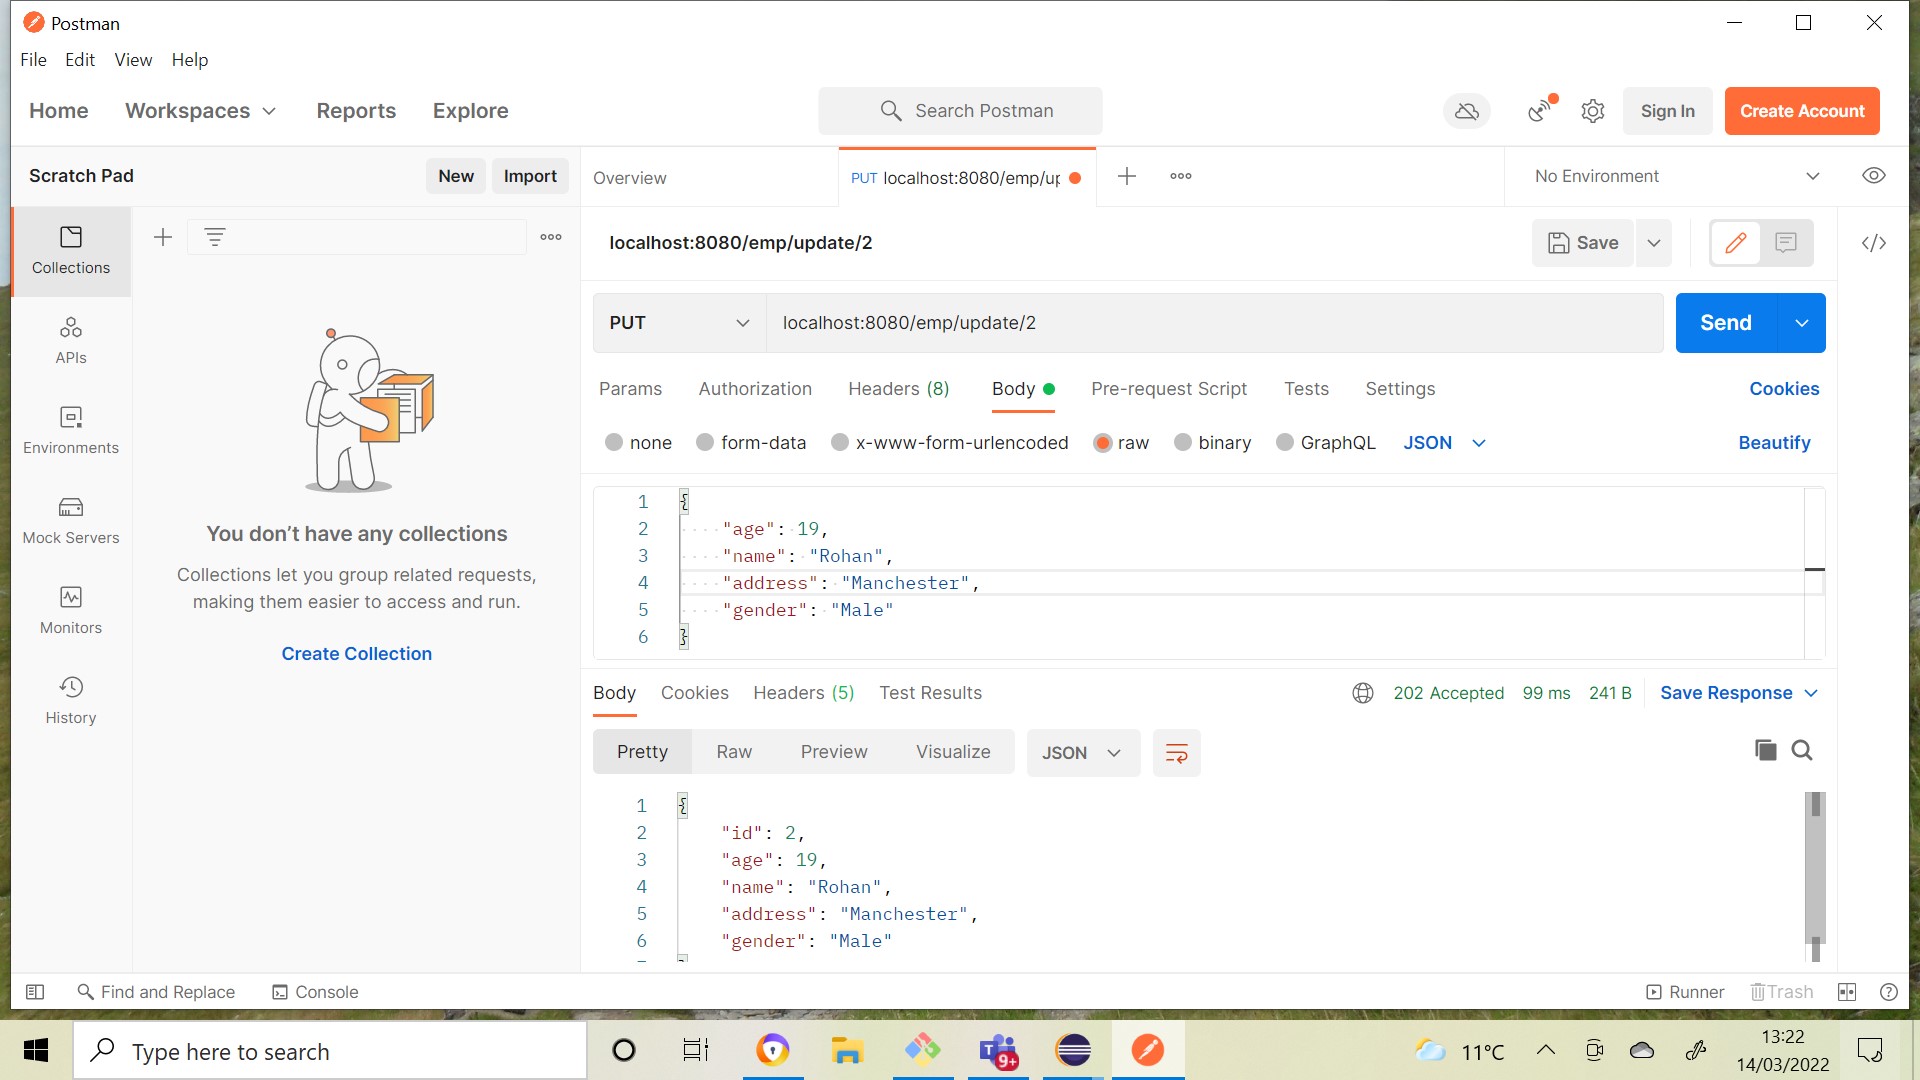 Postman
File Edit View Help
Home Workspaces Reports Explore Search Postman Sign In Create Account
Scratch Pad New Import Overview PUT localhost:8080/emp/up No Environment
localhost:8080/emp/update/2 Save
PUT localhost:8080/emp/update/2 Send
Params Authorization Headers (8) Body Pre-request Script Tests Settings Cookies
none form-data x-www-form-urlencoded raw binary GraphQL JSON Beautify
1 {
2 "age": 19,
3 "name": "Rohan",
4 "address": "Manchester",
5 "gender": "Male"
6 }
Collections
APIs
Environments
Mock Servers
Monitors
History
You don’t have any collections
Collections let you group related requests,
making them easier to access and run.
Create Collection
Body Cookies Headers (5) Test Results 202 Accepted 99 ms 241 B Save Response
Pretty Raw Preview Visualize JSON
1 {
2 "id": 2,
3 "age": 19,
4 "name": "Rohan",
5 "address": "Manchester",
6 "gender": "Male"
Find and Replace Console Runner Trash
Type here to search 9+ 11°C 13:22
14/03/2022